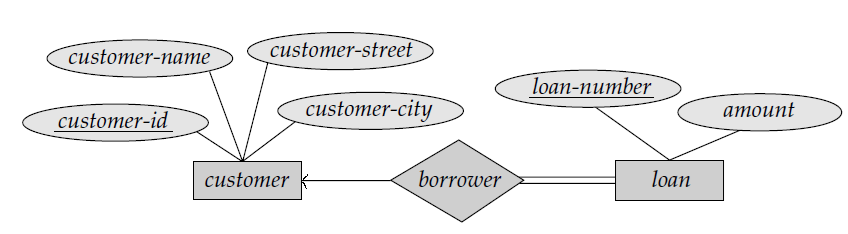 customer-name
customer-street
customer-id
customer-city
loan-number
amount
customer
borrower
loan